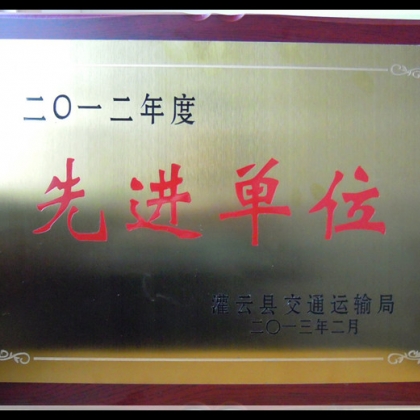 二〇一二年度
先进单位
灌云县交通运输局
二〇一三年二月